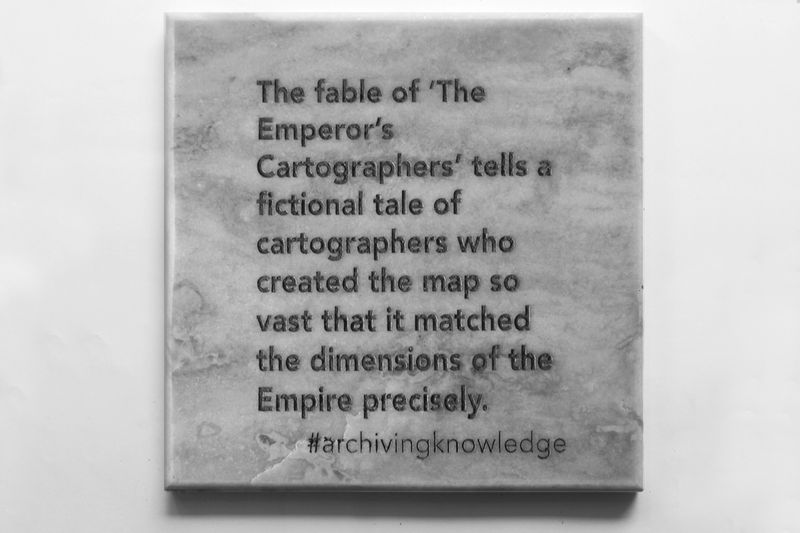 The fable of ‘The
Emperor‘s
Cartographers’ tells a
fictional tale of
cartographers who
created the map so
vast that it matched
the dimensions of the
Empire precisely.
#archivingknowledge